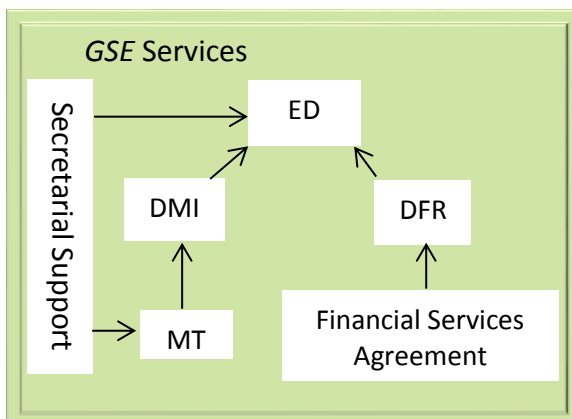 GSE Services
Secretarial Support
ED
DMI
DFR
MT
Financial Services
Agreement